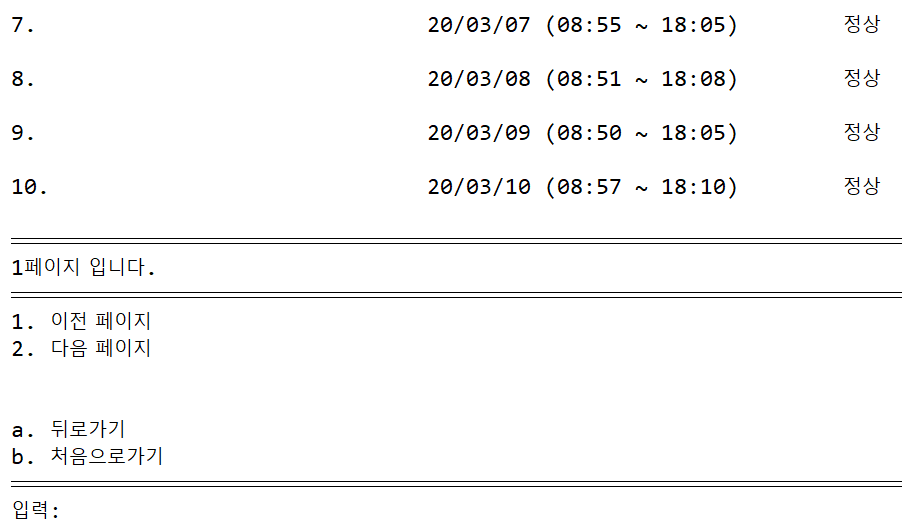 7. 20/03/07 (08:55 ~ 18:05) 정상
8. 20/03/08 (08:51 ~ 18:08) 정상
9. 20/03/09 (08:50 ~ 18:05) 정상
10. 20/03/10 (08:57 ~ 18:10) 정상
1페이지 입니다.
1. 이전 페이지
2. 다음 페이지
a. 뒤로가기
b. 처음으로가기
입력: